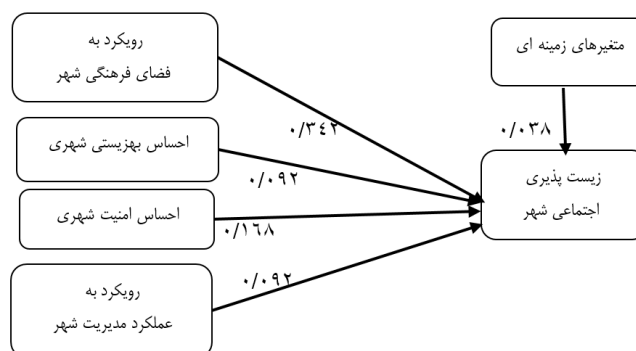 رویکرد به
فضای فرهنگی شهر
متغیرهای زمینه ای
۰/۳۴۲
۰/۰۳۸
احساس بهزیستی شهری
۰/۰۹۲
زیست پذیری
اجتماعی شهر
احساس امنیت شهری
۰/۱۶۸
رویکرد به
عملکرد مدیریت شهر
۰/۰۹۲